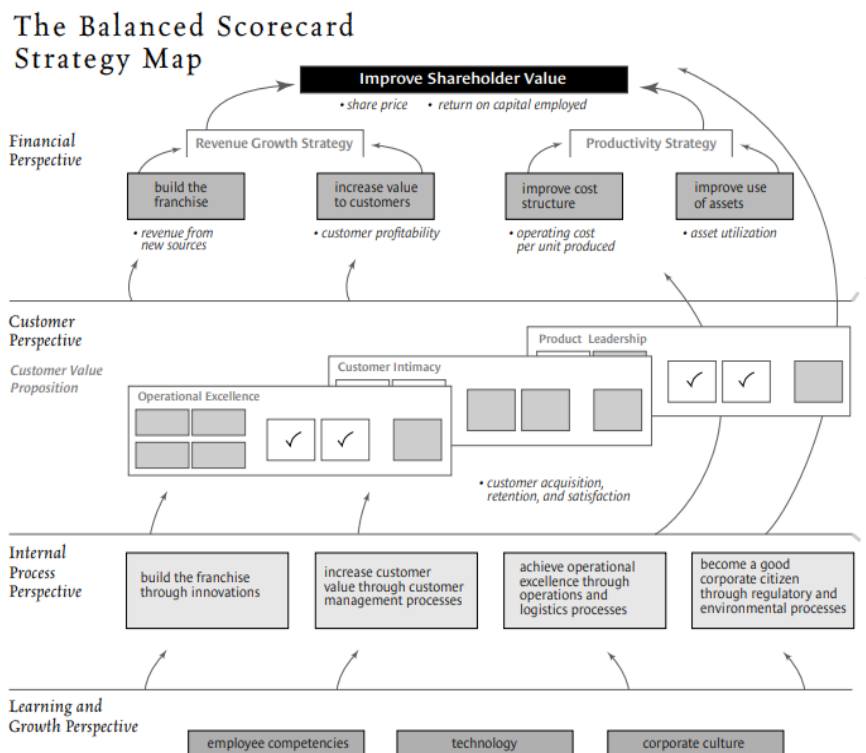 The Balanced Scorecard
Strategy Map
Improve Shareholder Value
• share price • return on capital employed
Financial
Perspective
Revenue Growth Strategy
Productivity Strategy
build the
franchise
increase value
to customers
improve cost
structure
improve use
of assets
• revenue from
new sources
• customer profitability
• operating cost
per unit produced
• asset utilization
Customer
Perspective
Customer Value
Proposition
Product Leadership
Customer Intimacy
Operational Excellence
• customer acquisition,
retention, and satisfaction
Internal
Process
Perspective
build the franchise
through innovations
increase customer
value through customer
management processes
achieve operational
excellence through
operations and
logistics processes
become a good
corporate citizen
through regulatory and
environmental processes
Learning and
Growth Perspective
employee competencies
technology
corporate culture